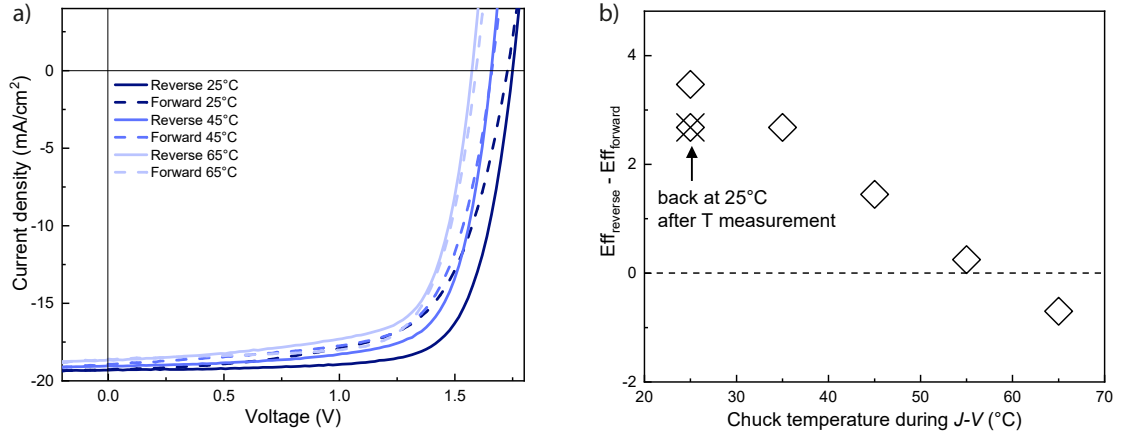 a)
Current density (mA/cm²)
0
-5
-10
-15
-20
0.0
0.5
1.0
1.5
Voltage (V)
Reverse 25°C
Forward 25°C
Reverse 45°C
Forward 45°C
Reverse 65°C
Forward 65°C
b)
Eff_reverse - Eff_forward
4
2
0
-2
20
30
40
50
60
70
Chuck temperature during J-V (°C)
back at 25°C
after T measurement